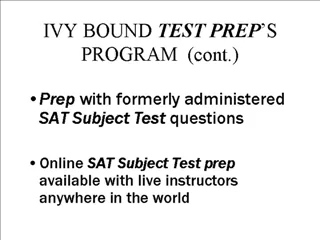 IVY BOUND TEST PREP’S
PROGRAM (cont.)
•Prep with formerly administered
SAT Subject Test questions
•Online SAT Subject Test prep
available with live instructors
anywhere in the world